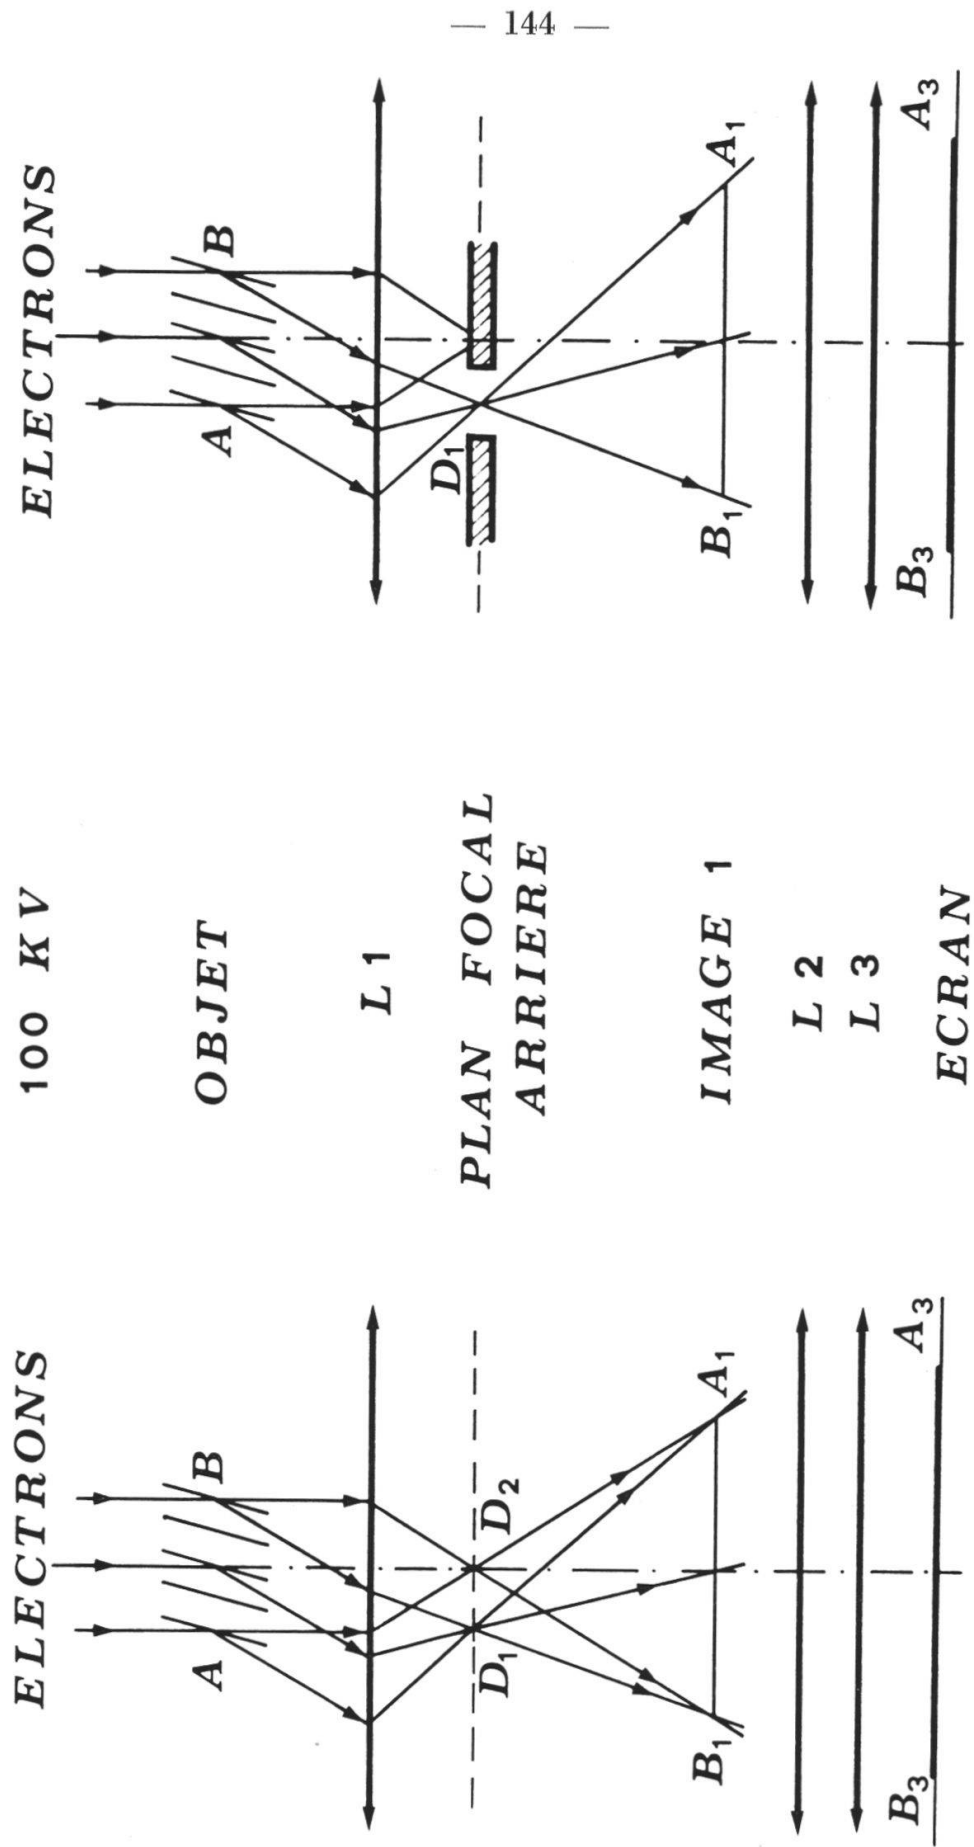 — 144 —
ELECTRONS
A
B
D1
B1
A1
B3
A3
100 KV
OBJET
L 1
PLAN FOCAL
ARRIERE
IMAGE 1
L 2
L 3
ECRAN
ELECTRONS
A
B
D1
D2
B1
A1
B3
A3